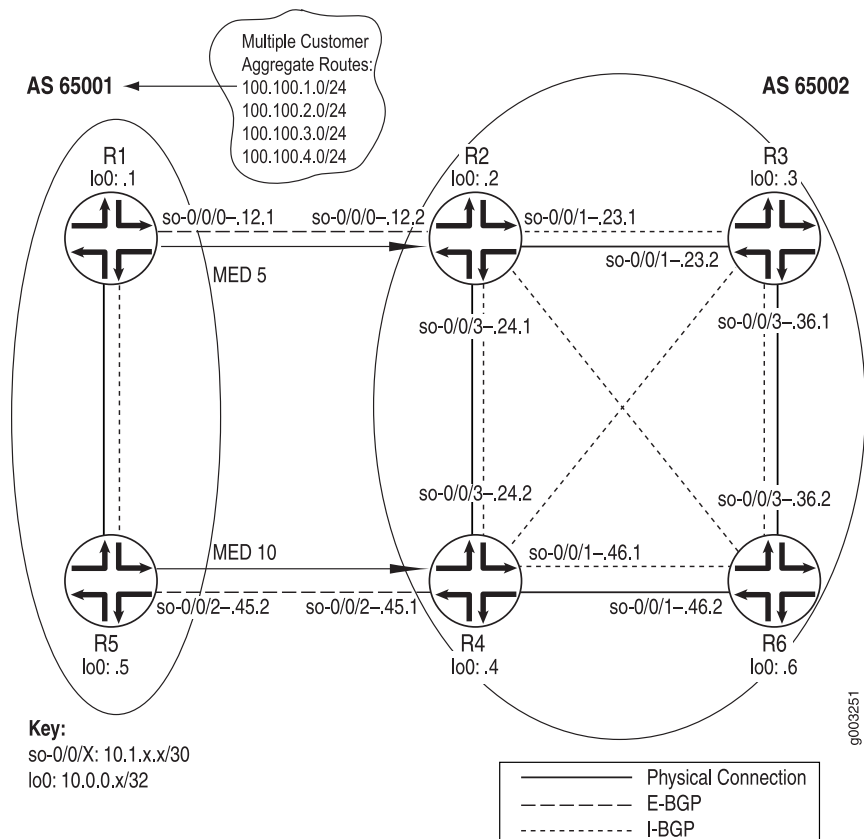 Multiple Customer
Aggregate Routes:
100.100.1.0/24
100.100.2.0/24
100.100.3.0/24
100.100.4.0/24
AS 65001
AS 65002
R1
lo0: .1
R2
lo0: .2
R3
lo0: .3
so-0/0/0–.12.1
so-0/0/0–.12.2
so-0/0/1–.23.1
MED 5
so-0/0/1–.23.2
so-0/0/3–.24.1
so-0/0/3–.36.1
so-0/0/3–.24.2
so-0/0/3–.36.2
MED 10
so-0/0/1–.46.1
so-0/0/2–.45.2
so-0/0/2–.45.1
so-0/0/1–.46.2
R5
lo0: .5
R4
lo0: .4
R6
lo0: .6
Key:
so-0/0/X: 10.1.x.x/30
lo0: 10.0.0.x/32
g003251
Physical Connection
E-BGP
I-BGP